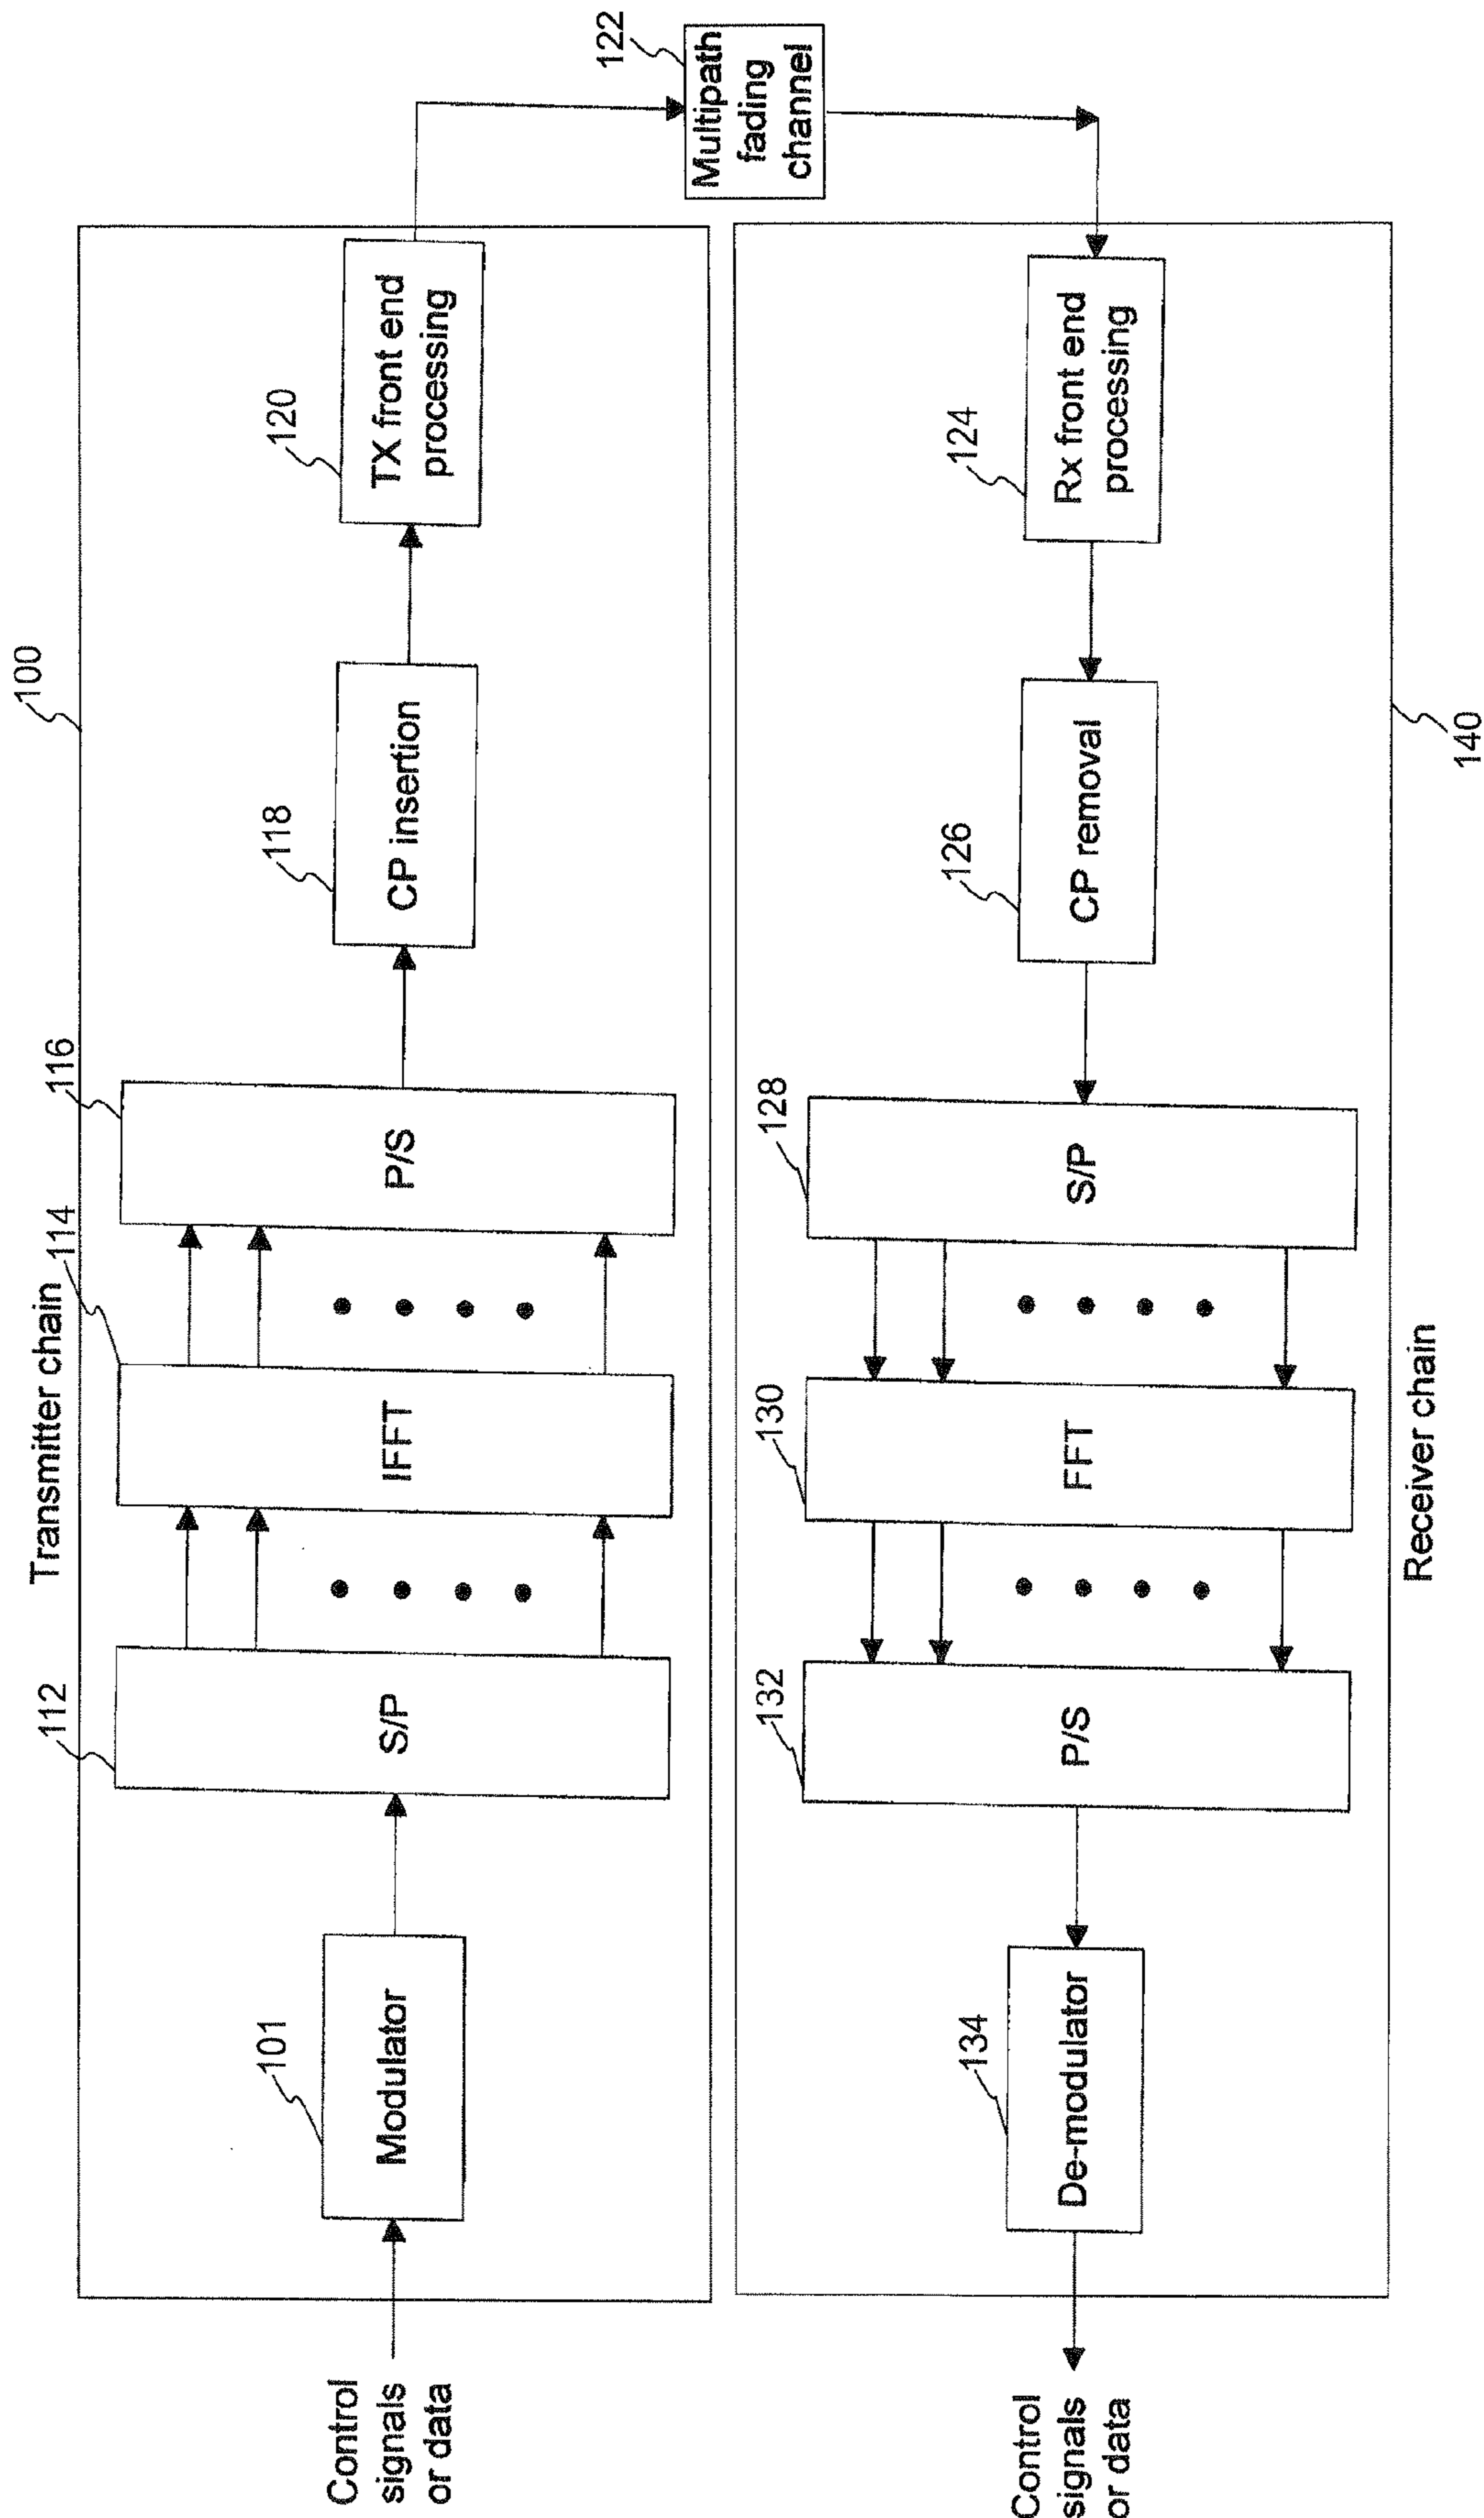 Transmitter chain
100
Control
signals
or data
101
Modulator
112
S/P
114
IFFT
116
P/S
118
CP insertion
120
TX front end
processing
122
Multipath
fading
channel
124
Rx front end
processing
126
CP removal
128
S/P
130
FFT
132
P/S
134
De-modulator
Control
signals
or data
140
Receiver chain